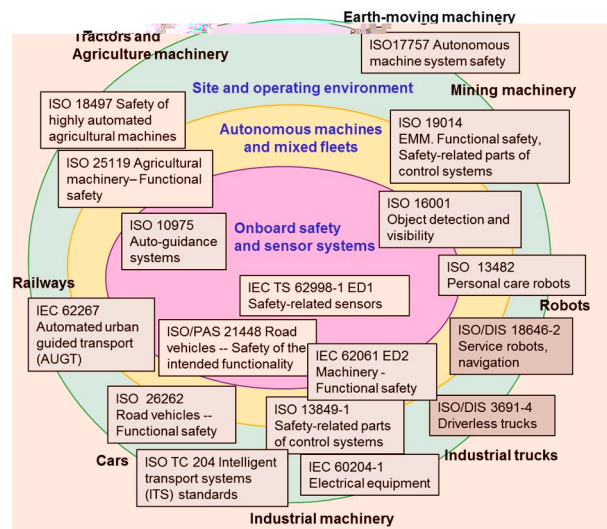 Earth-moving machinery
Tractors and
Agriculture machinery
ISO17757 Autonomous
machine system safety
Site and operating environment
Mining machinery
ISO 18497 Safety of
highly automated
agricultural machines
Autonomous machines
and mixed fleets
ISO 19014
EMM. Functional safety,
Safety-related parts of
control systems
ISO 25119 Agricultural
machinery– Functional
safety
ISO 16001
Object detection and
visibility
ISO 10975
Auto-guidance
systems
Onboard safety
and sensor systems
ISO 13482
Personal care robots
Railways
IEC TS 62998-1 ED1
Safety-related sensors
Robots
IEC 62267
Automated urban
guided transport
(AUGT)
ISO/PAS 21448 Road
vehicles -- Safety of the
intended functionality
ISO/DIS 18646-2
Service robots,
navigation
IEC 62061 ED2
Machinery -
Functional safety
ISO 26262
Road vehicles --
Functional safety
ISO 13849-1
Safety-related parts
of control systems
ISO/DIS 3691-4
Driverless trucks
Cars
ISO TC 204 Intelligent
transport systems
(ITS) standards
IEC 60204-1
Electrical equipment
Industrial trucks
Industrial machinery